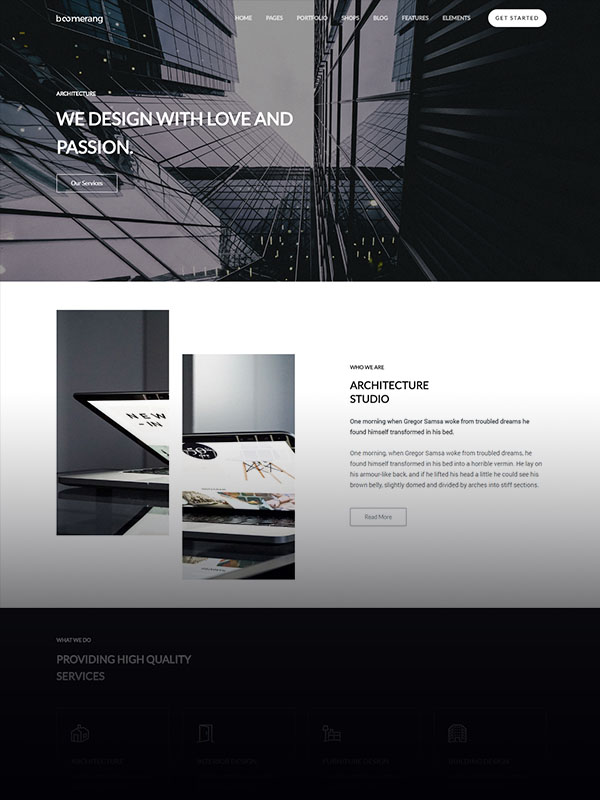 boomerang
HOME PAGES PORTFOLIO SHOPS BLOG FEATURES ELEMENTS GET STARTED
ARCHITECTURE
WE DESIGN WITH LOVE AND
PASSION.
Our Services
NEW
-IN
50%
WHO WE ARE
ARCHITECTURE
STUDIO
One morning when Gregor Samsa woke from troubled dreams he
found himself transformed in his bed.
One morning, when Gregor Samsa woke from troubled dreams, he
found himself transformed in his bed into a horrible vermin. He lay on
his armour-like back, and if he lifted his head a little he could see his
brown belly, slightly domed and divided by arches into stiff sections.
Read More
WHAT WE DO
PROVIDING HIGH QUALITY
SERVICES
ARCHITECTURE
INTERIOR DESIGN
FURNITURE DESIGN
BUILDING DESIGN